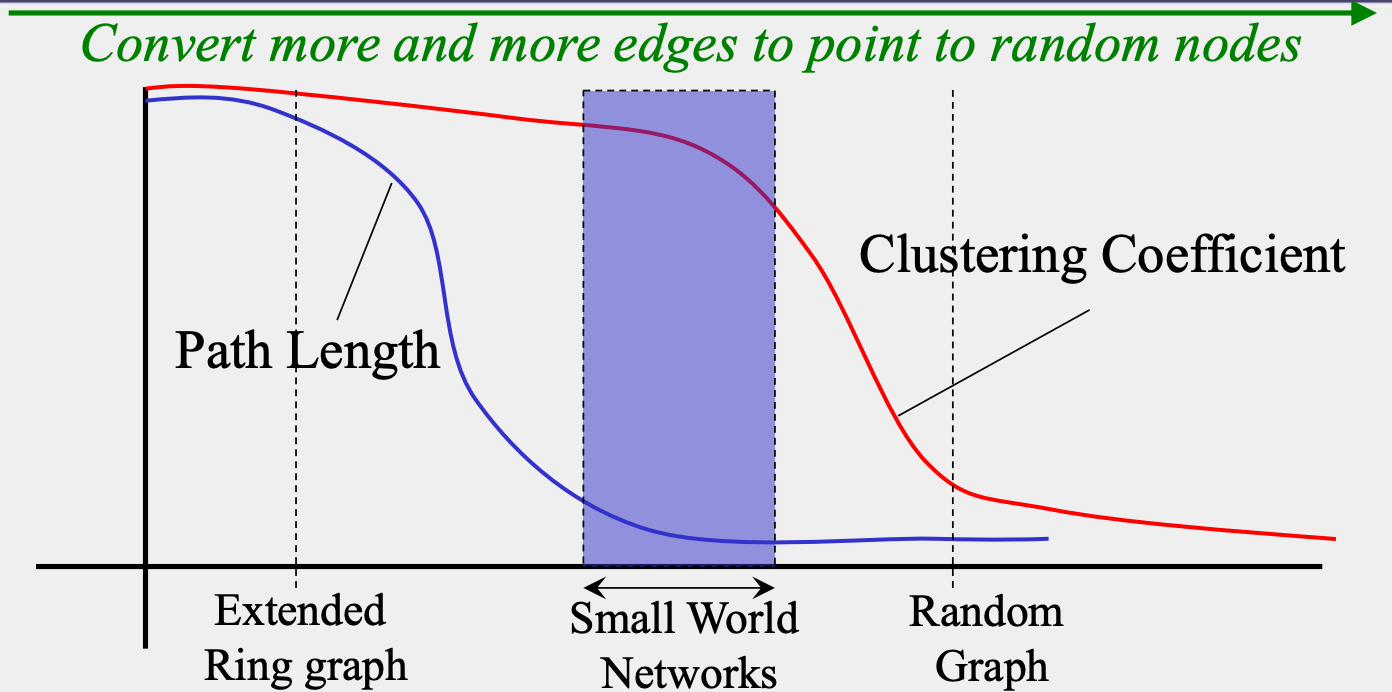 Convert more and more edges to point to random nodes
Clustering Coefficient
Path Length
Extended
Ring graph
Small World
Networks
Random
Graph